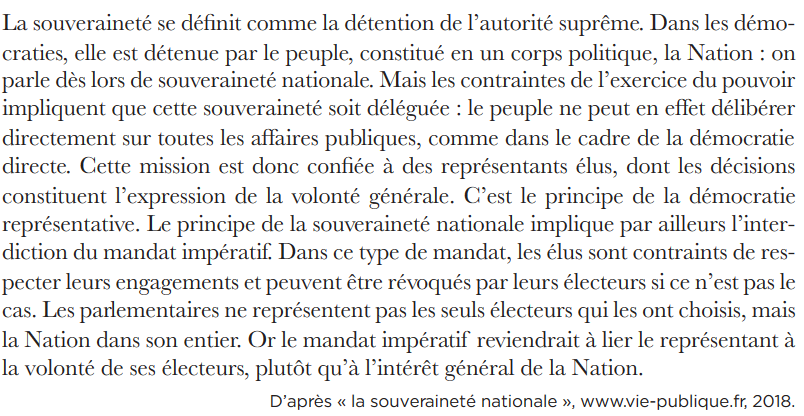 La souveraineté se définit comme la détention de l’autorité suprême. Dans les démo-
craties, elle est détenue par le peuple, constitué en un corps politique, la Nation : on
parle dès lors de souveraineté nationale. Mais les contraintes de l’exercice du pouvoir
impliquent que cette souveraineté soit déléguée : le peuple ne peut en effet délibérer
directement sur toutes les affaires publiques, comme dans le cadre de la démocratie
directe. Cette mission est donc confiée à des représentants élus, dont les décisions
constituent l’expression de la volonté générale. C’est le principe de la démocratie
représentative. Le principe de la souveraineté nationale implique par ailleurs l’inter-
diction du mandat impératif. Dans ce type de mandat, les élus sont contraints de res-
pecter leurs engagements et peuvent être révoqués par leurs électeurs si ce n’est pas le
cas. Les parlementaires ne représentent pas les seuls électeurs qui les ont choisis, mais
la Nation dans son entier. Or le mandat impératif reviendrait à lier le représentant à
la volonté de ses électeurs, plutôt qu’à l’intérêt général de la Nation.
D’après « la souveraineté nationale », www.vie-publique.fr, 2018.